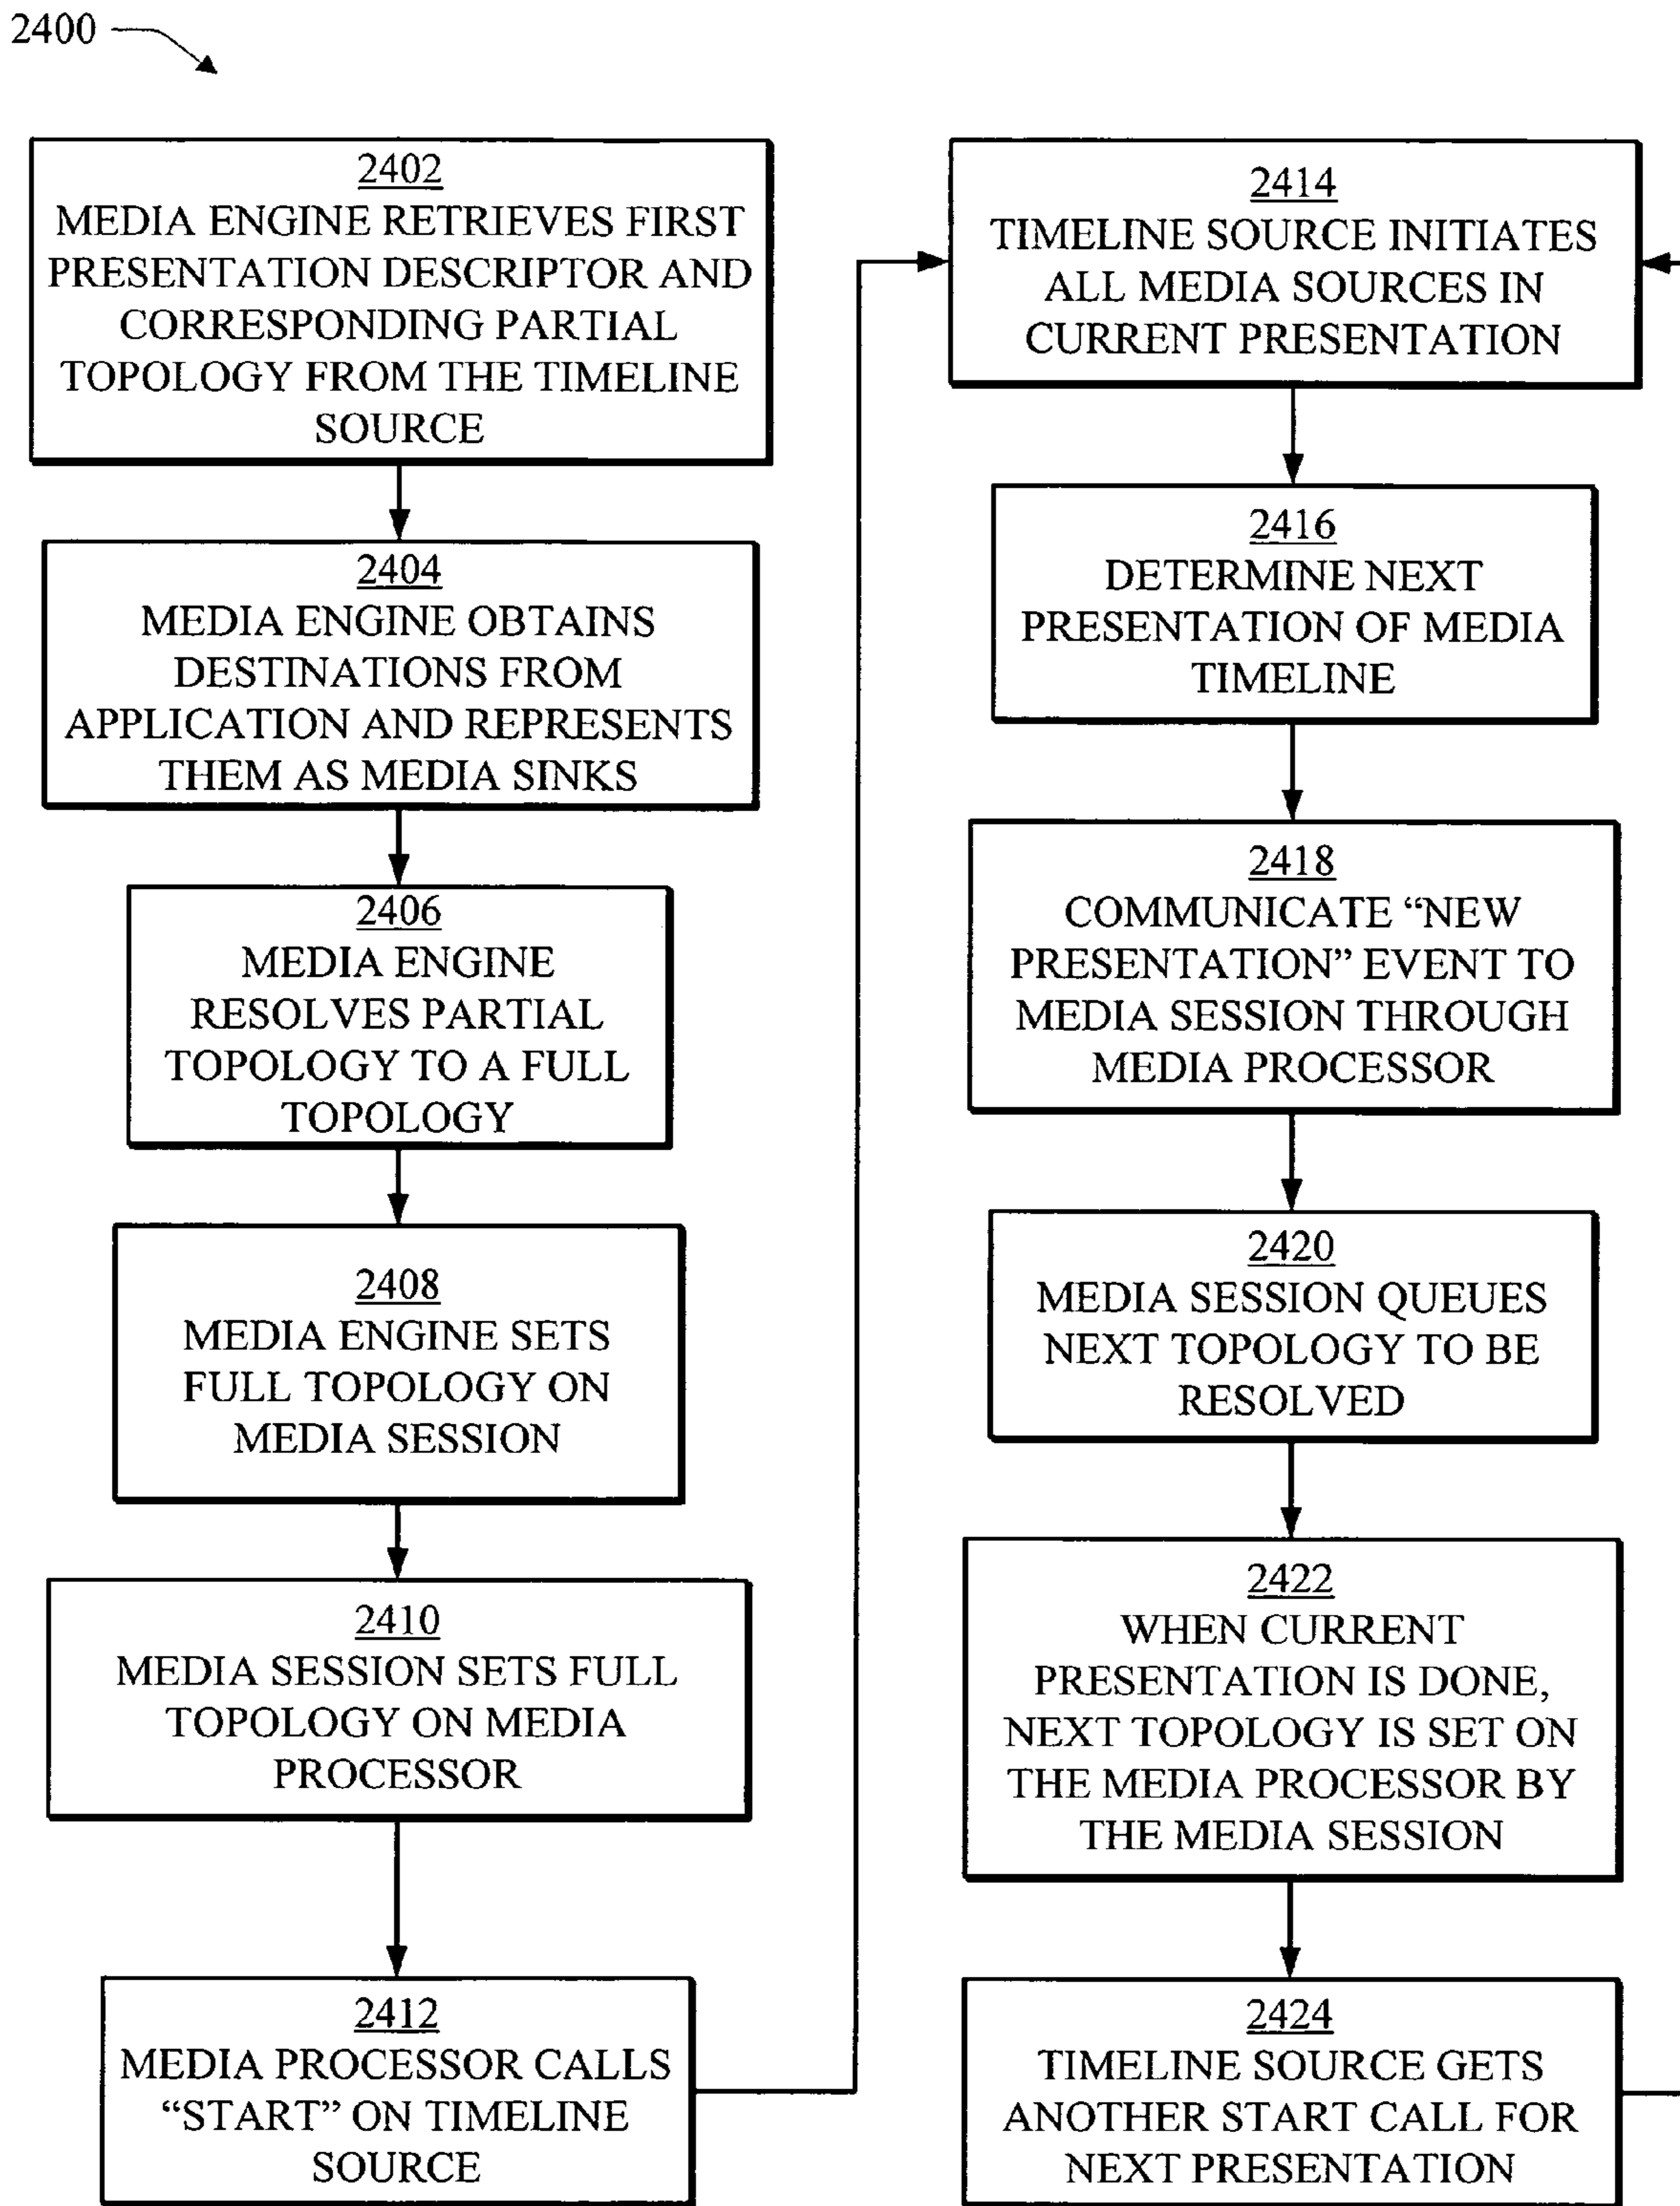 2400
2402
MEDIA ENGINE RETRIEVES FIRST
PRESENTATION DESCRIPTOR AND
CORRESPONDING PARTIAL
TOPOLOGY FROM THE TIMELINE
SOURCE
2404
MEDIA ENGINE OBTAINS
DESTINATIONS FROM
APPLICATION AND REPRESENTS
THEM AS MEDIA SINKS
2406
MEDIA ENGINE
RESOLVES PARTIAL
TOPOLOGY TO A FULL
TOPOLOGY
2408
MEDIA ENGINE SETS
FULL TOPOLOGY ON
MEDIA SESSION
2410
MEDIA SESSION SETS FULL
TOPOLOGY ON MEDIA
PROCESSOR
2412
MEDIA PROCESSOR CALLS
“START” ON TIMELINE
SOURCE
2414
TIMELINE SOURCE INITIATES
ALL MEDIA SOURCES IN
CURRENT PRESENTATION
2416
DETERMINE NEXT
PRESENTATION OF MEDIA
TIMELINE
2418
COMMUNICATE “NEW
PRESENTATION” EVENT TO
MEDIA SESSION THROUGH
MEDIA PROCESSOR
2420
MEDIA SESSION QUEUES
NEXT TOPOLOGY TO BE
RESOLVED
2422
WHEN CURRENT
PRESENTATION IS DONE,
NEXT TOPOLOGY IS SET ON
THE MEDIA PROCESSOR BY
THE MEDIA SESSION
2424
TIMELINE SOURCE GETS
ANOTHER START CALL FOR
NEXT PRESENTATION